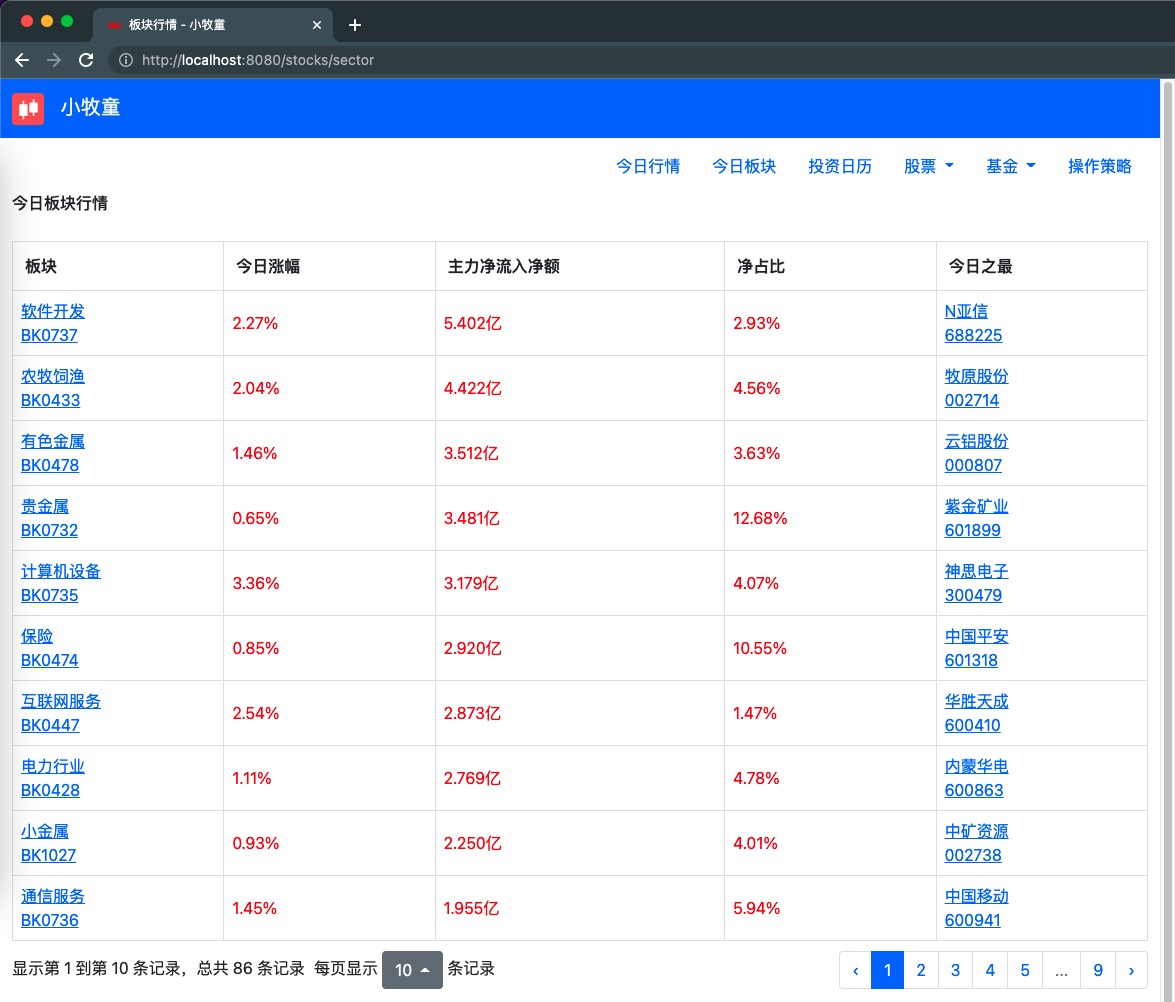 板块行情 - 小牧童
http://localhost:8080/stocks/sector
小牧童
今日行情 今日板块 投资日历 股票 基金 操作策略
今日板块行情
板块 今日涨幅 主力净流入净额 净占比 今日之最
软件开发 BK0737 2.27% 5.402亿 2.93% N亚信 688225
农牧饲渔 BK0433 2.04% 4.422亿 4.56% 牧原股份 002714
有色金属 BK0478 1.46% 3.512亿 3.63% 云铝股份 000807
贵金属 BK0732 0.65% 3.481亿 12.68% 紫金矿业 601899
计算机设备 BK0735 3.36% 3.179亿 4.07% 神思电子 300479
保险 BK0474 0.85% 2.920亿 10.55% 中国平安 601318
互联网服务 BK0447 2.54% 2.873亿 1.47% 华胜天成 600410
电力行业 BK0428 1.11% 2.769亿 4.78% 内蒙华电 600863
小金属 BK1027 0.93% 2.250亿 4.01% 中矿资源 002738
通信服务 BK0736 1.45% 1.955亿 5.94% 中国移动 600941
显示第 1 到第 10 条记录，总共 86 条记录 每页显示 10 条记录 ‹ 1 2 3 4 5 ... 9 ›